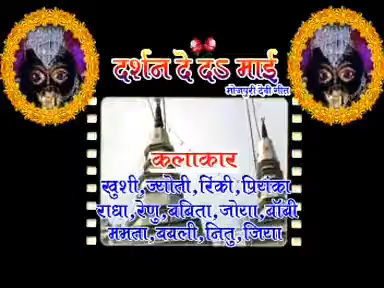 दर्शन दे दऽ माई
भोजपुरी देवी गीत
कलाकार
खुशी,ज्योती,रिंकी,प्रियंका
राधा,रेणु,बबिता,जोया,बॉबी
ममता,बबली,नितु,जिया